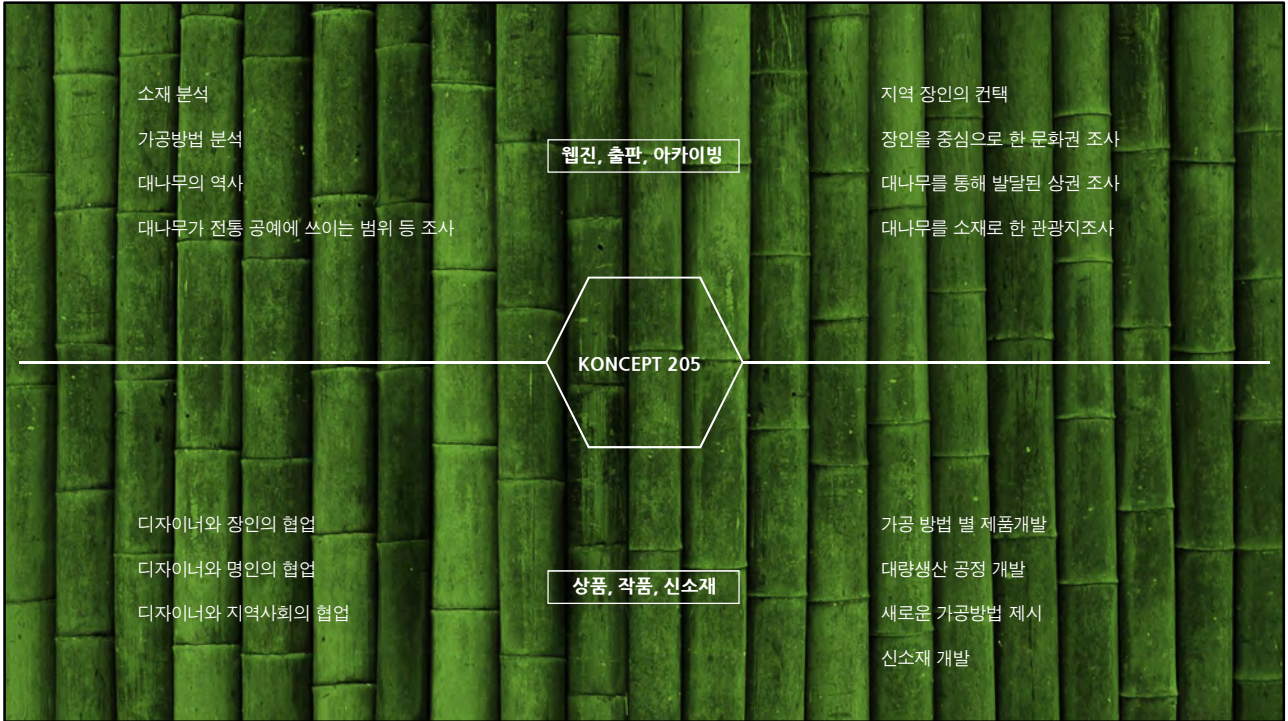 소재 분석
가공방법 분석
대나무의 역사
대나무가 전통 공예에 쓰이는 범위 등 조사
웹진, 출판, 아카이빙
지역 장인의 컨택
장인을 중심으로 한 문화권 조사
대나무를 통해 발달된 상권 조사
대나무를 소재로 한 관광지조사
KONCEPT 205
디자이너와 장인의 협업
디자이너와 명인의 협업
디자이너와 지역사회의 협업
상품, 작품, 신소재
가공 방법 별 제품개발
대량생산 공정 개발
새로운 가공방법 제시
신소재 개발